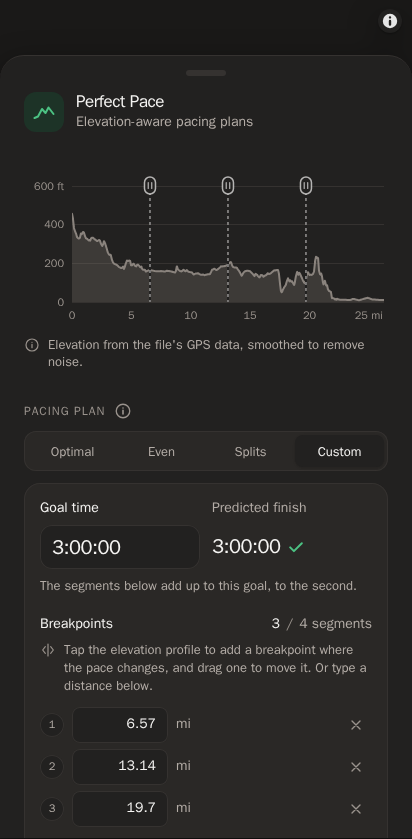 Perfect Pace
Elevation-aware pacing plans
600 ft
400
200
0
0 5 10 15 20 25 mi
Elevation from the file's GPS data, smoothed to remove
noise.
PACING PLAN
Optimal Even Splits Custom
Goal time Predicted finish
3:00:00 3:00:00
The segments below add up to this goal, to the second.
Breakpoints 3 / 4 segments
Tap the elevation profile to add a breakpoint where
the pace changes, and drag one to move it. Or type a
distance below.
1 6.57 mi
2 13.14 mi
3 19.7 mi